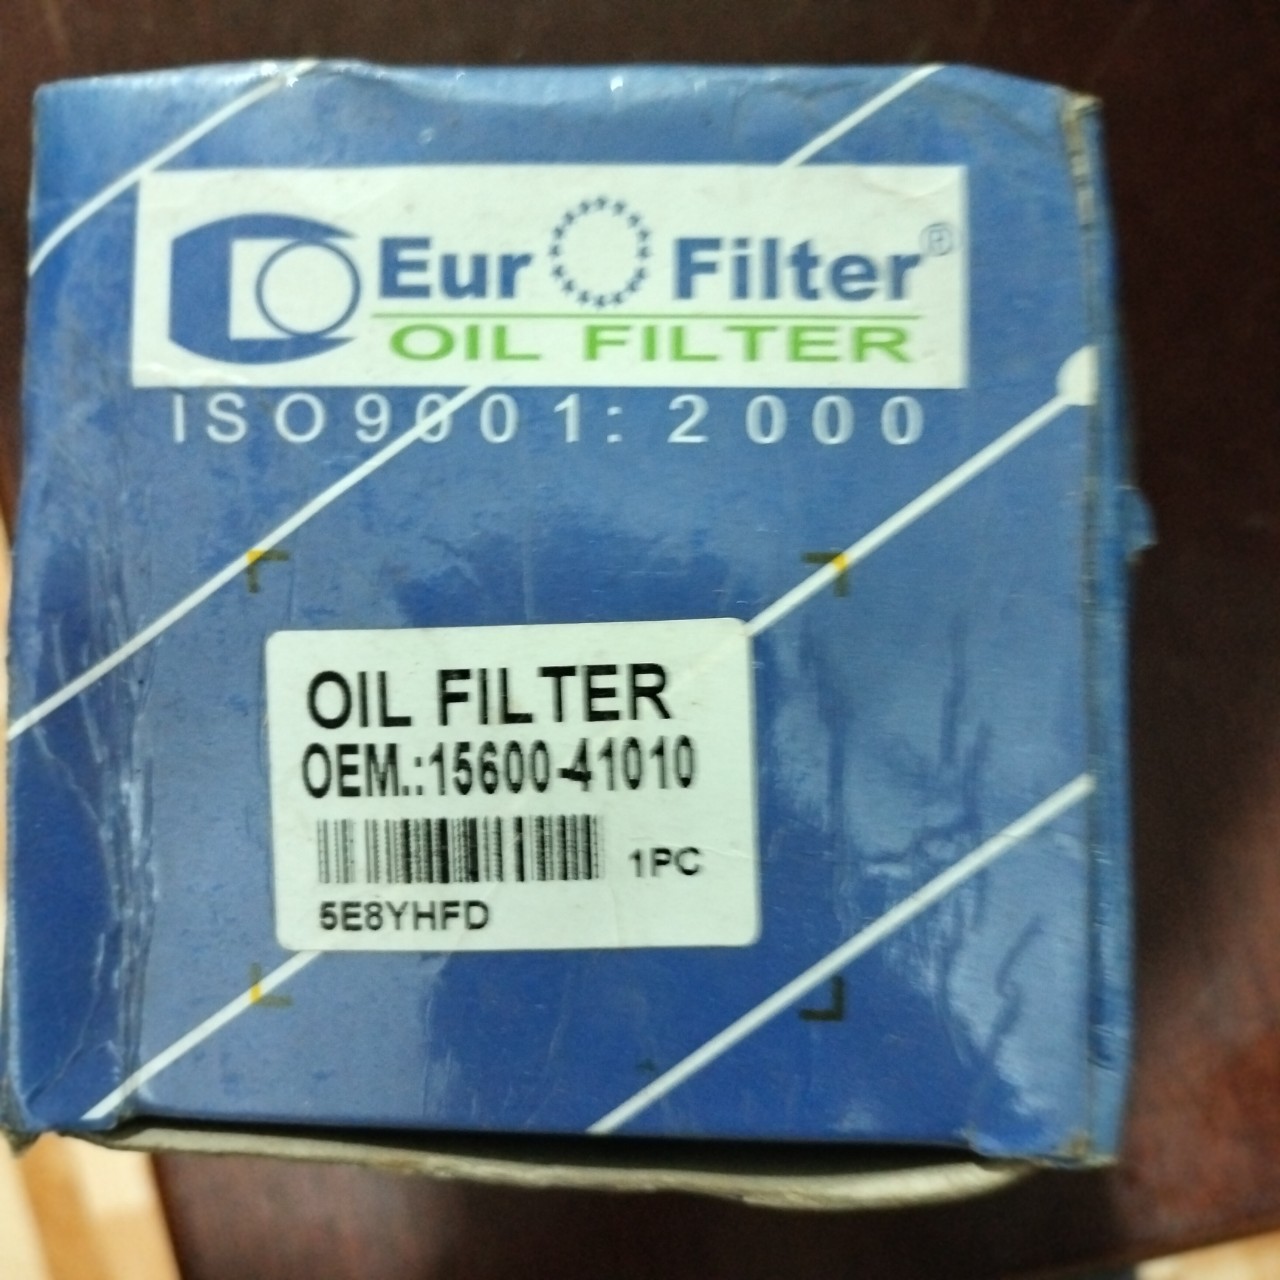 Eur Filter®
OIL FILTER
ISO9001: 2000
OIL FILTER
OEM.:15600-41010
1PC
5E8YHFD